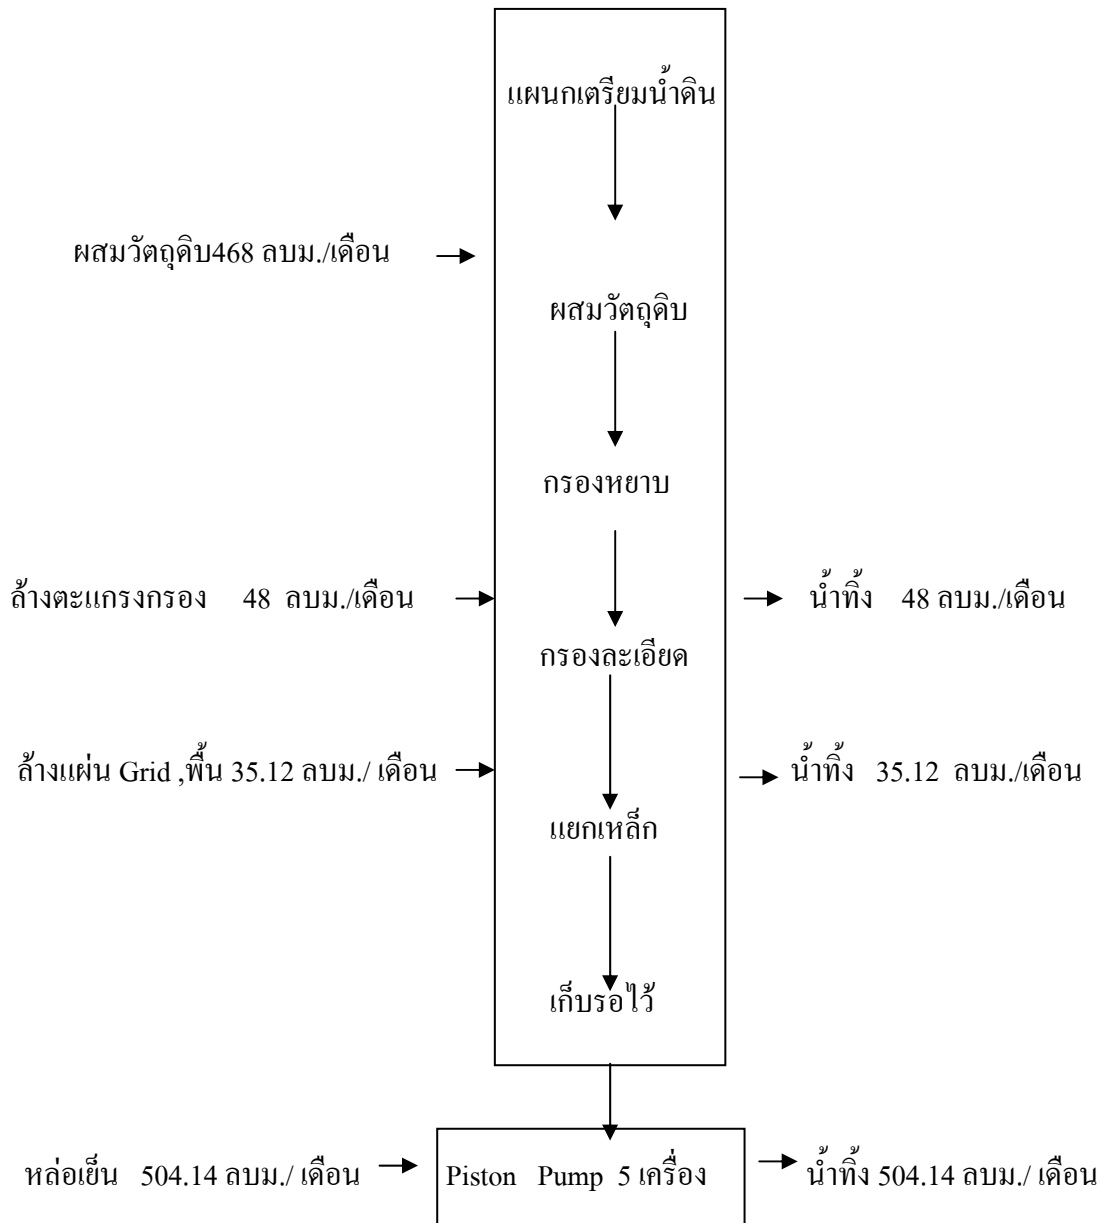 แผนกเตรียมน้ำดิน
ผสมวัตถุดิบ468 ลบม./เดือน
ผสมวัตถุดิบ
กรองหยาบ
ล้างตะแกรงกรอง 48 ลบม./เดือน
น้ำทิ้ง 48 ลบม./เดือน
กรองละเอียด
ล้างแผ่น Grid ,พื้น 35.12 ลบม./ เดือน
น้ำทิ้ง 35.12 ลบม./เดือน
แยกเหล็ก
เก็บรอไว้
หล่อเย็น 504.14 ลบม./ เดือน
Piston Pump 5 เครื่อง
น้ำทิ้ง 504.14 ลบม./ เดือน